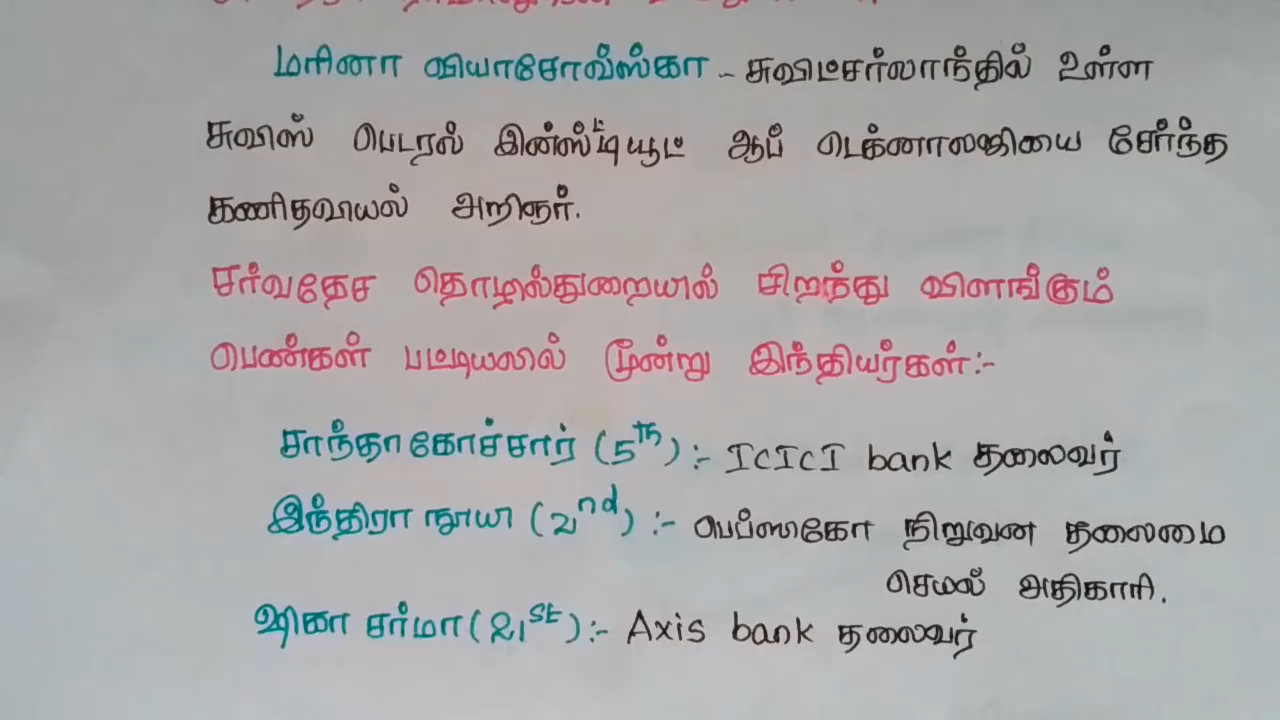 மரினா வியாசோவ்ஸ்கா - சுவிட்சர்லாந்தில் உள்ள
சுவிஸ் பெடரல் இன்ஸ்டிடியூட் ஆப் டெக்னாலஜியை சேர்ந்த
கணிதவியல் அறிஞர்.
சர்வதேச தொழில்துறையில் சிறந்து விளங்கும்
பெண்கள் பட்டியலில் மூன்று இந்தியர்கள்:-
சாந்தா கோச்சார் (5th) :- ICICI bank தலைவர்
இந்திரா நூயி (2nd) :- பெப்ஸிகோ நிறுவன தலைமை
செயல் அதிகாரி.
ஷிகா சர்மா (21st) :- Axis bank தலைவர்